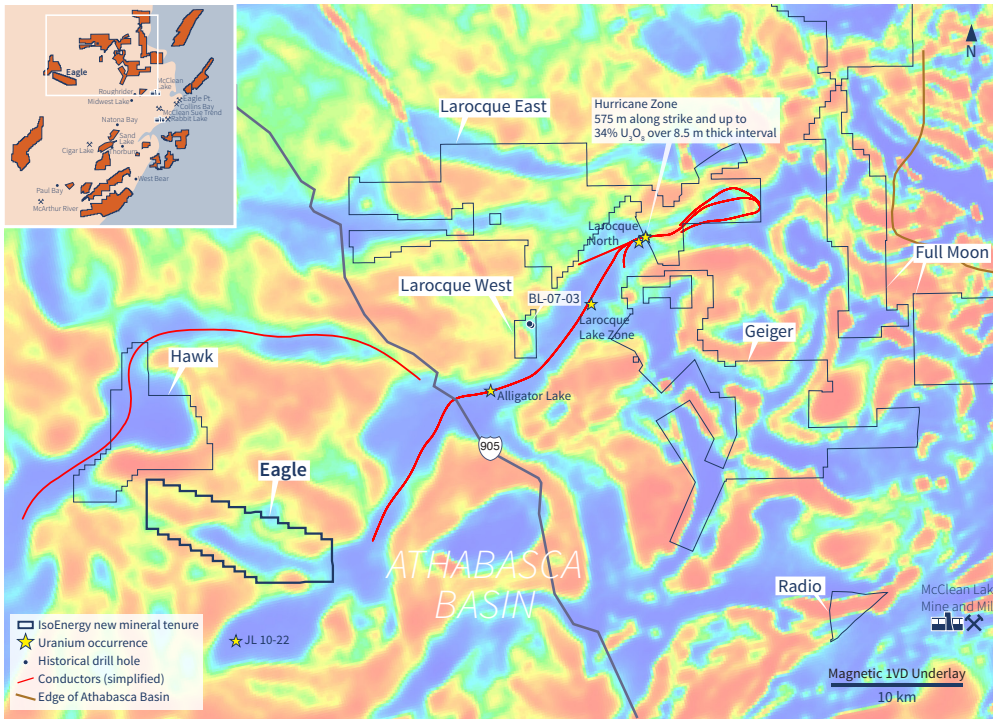 Eagle
McClean
Lake
Roughrider
Midwest Lake
Eagle Pt.
Collins Bay
McClean Sue Trend
Rabbit Lake
Natona Bay
Sand
Lake
Cigar Lake
Thorburn
West Bear
Paul Bay
McArthur River
N
Larocque East
Hurricane Zone
575 m along strike and up to
34% U3O8 over 8.5 m thick interval
Larocque
North
Full Moon
Larocque West
BL-07-03
Larocque
Lake Zone
Geiger
Hawk
Alligator Lake
905
Eagle
ATHABASCA
BASIN
Radio
McClean Lak
Mine and Mil
JL 10-22
IsoEnergy new mineral tenure
Uranium occurrence
Historical drill hole
Conductors (simplified)
Edge of Athabasca Basin
Magnetic 1VD Underlay
10 km